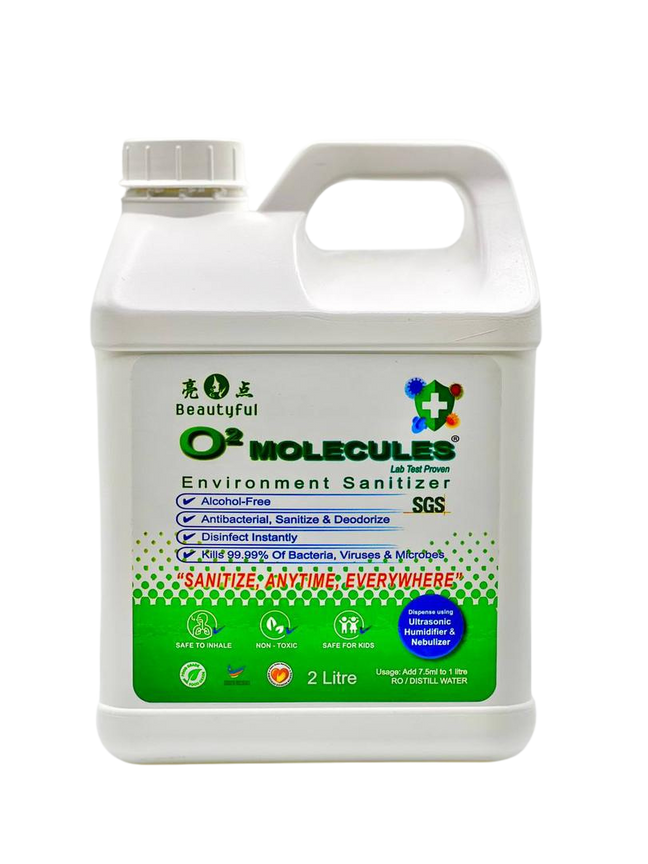 亮 点
Beautyful
O² MOLECULES®
Lab Test Proven
Environment Sanitizer
Alcohol-Free
SGS
Antibacterial, Sanitize & Deodorize
Disinfect Instantly
Kills 99.99% Of Bacteria, Viruses & Microbes
“SANITIZE, ANYTIME, EVERYWHERE”
SAFE TO INHALE
NON - TOXIC
SAFE FOR KIDS
Dispense using
Ultrasonic
Humidifier &
Nebulizer
2 Litre
Usage: Add 7.5ml to 1 litre
RO / DISTILL WATER